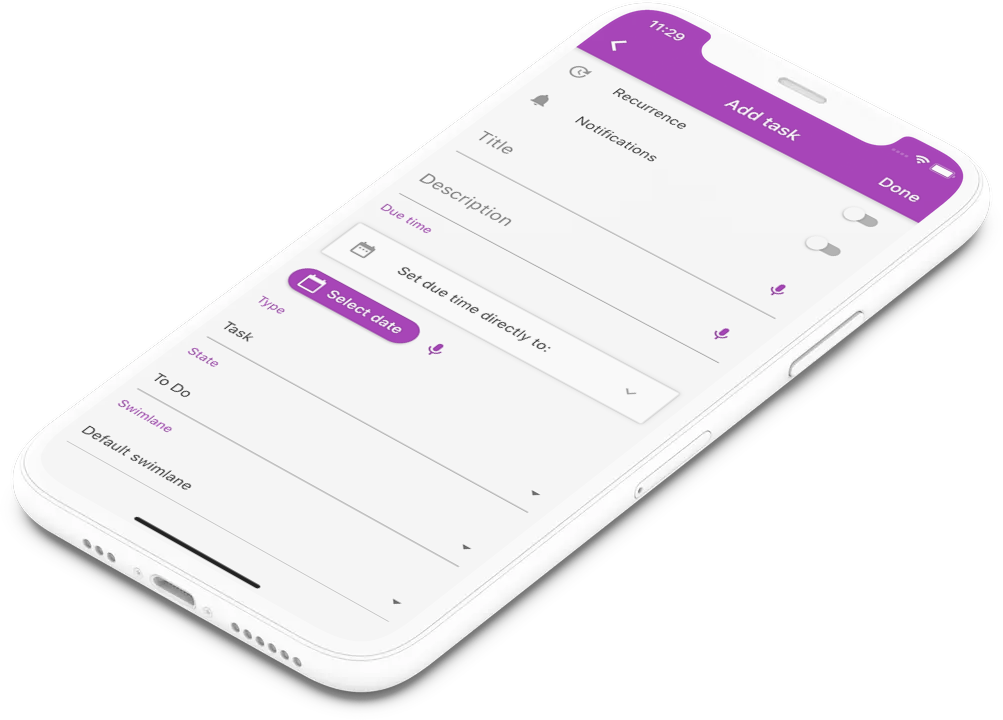 11:29
Add task
Done
Recurrence
Notifications
Title
Description
Due time
Set due time directly to:
Select date
Type
Task
State
To Do
Swimlane
Default swimlane